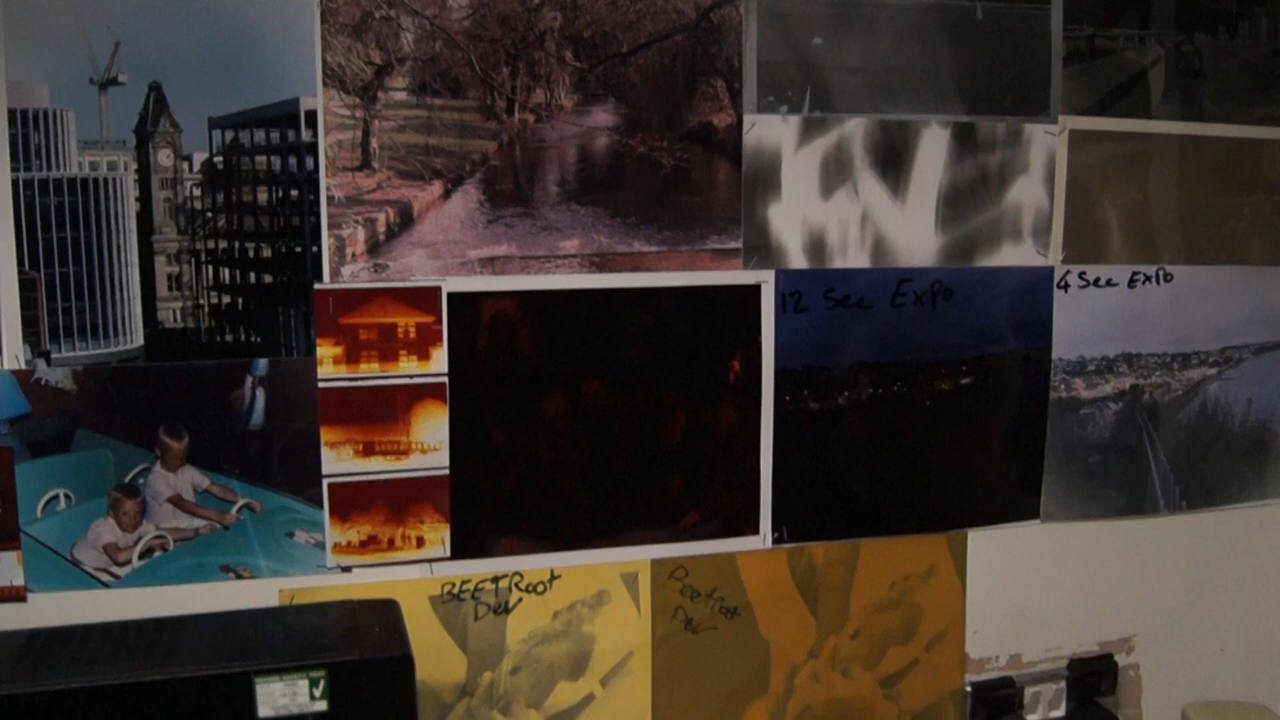 12 Sec Expo
4 Sec Expo
BEETRoot
Dev
Beetroot
Dev